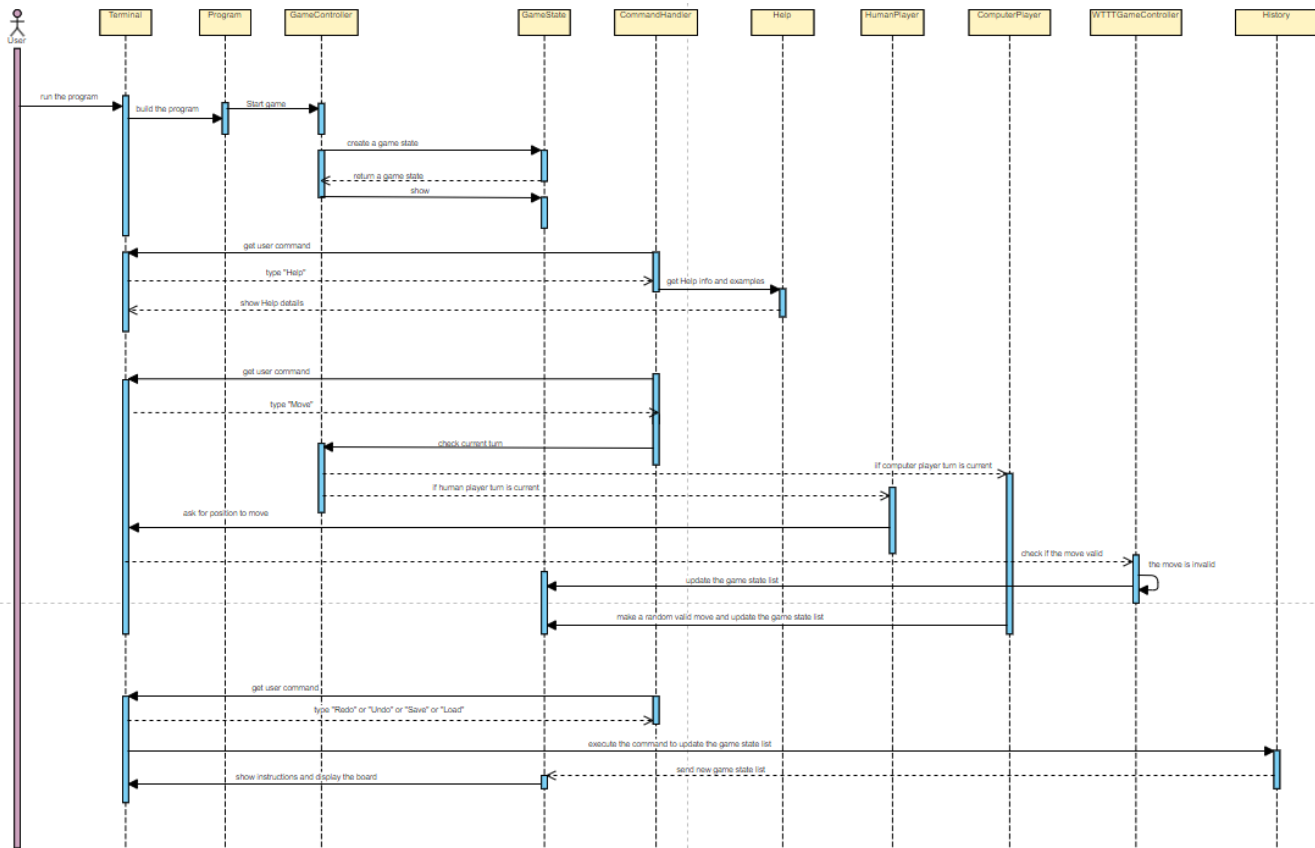 Terminal
Program
GameController
GameState
CommandHandler
Help
HumanPlayer
ComputerPlayer
WTTTGameController
History
User
run the program
build the program
Start game
create a game state
return a game state
show
get user command
type "Help"
get Help info and examples
show Help details
get user command
type "Move"
check current turn
if computer player turn is current
if human player turn is current
ask for position to move
check if the move valid
the move is invalid
update the game state list
make a random valid move and update the game state list
get user command
type "Redo" or "Undo" or "Save" or "Load"
execute the command to update the game state list
send new game state list
show instructions and display the board